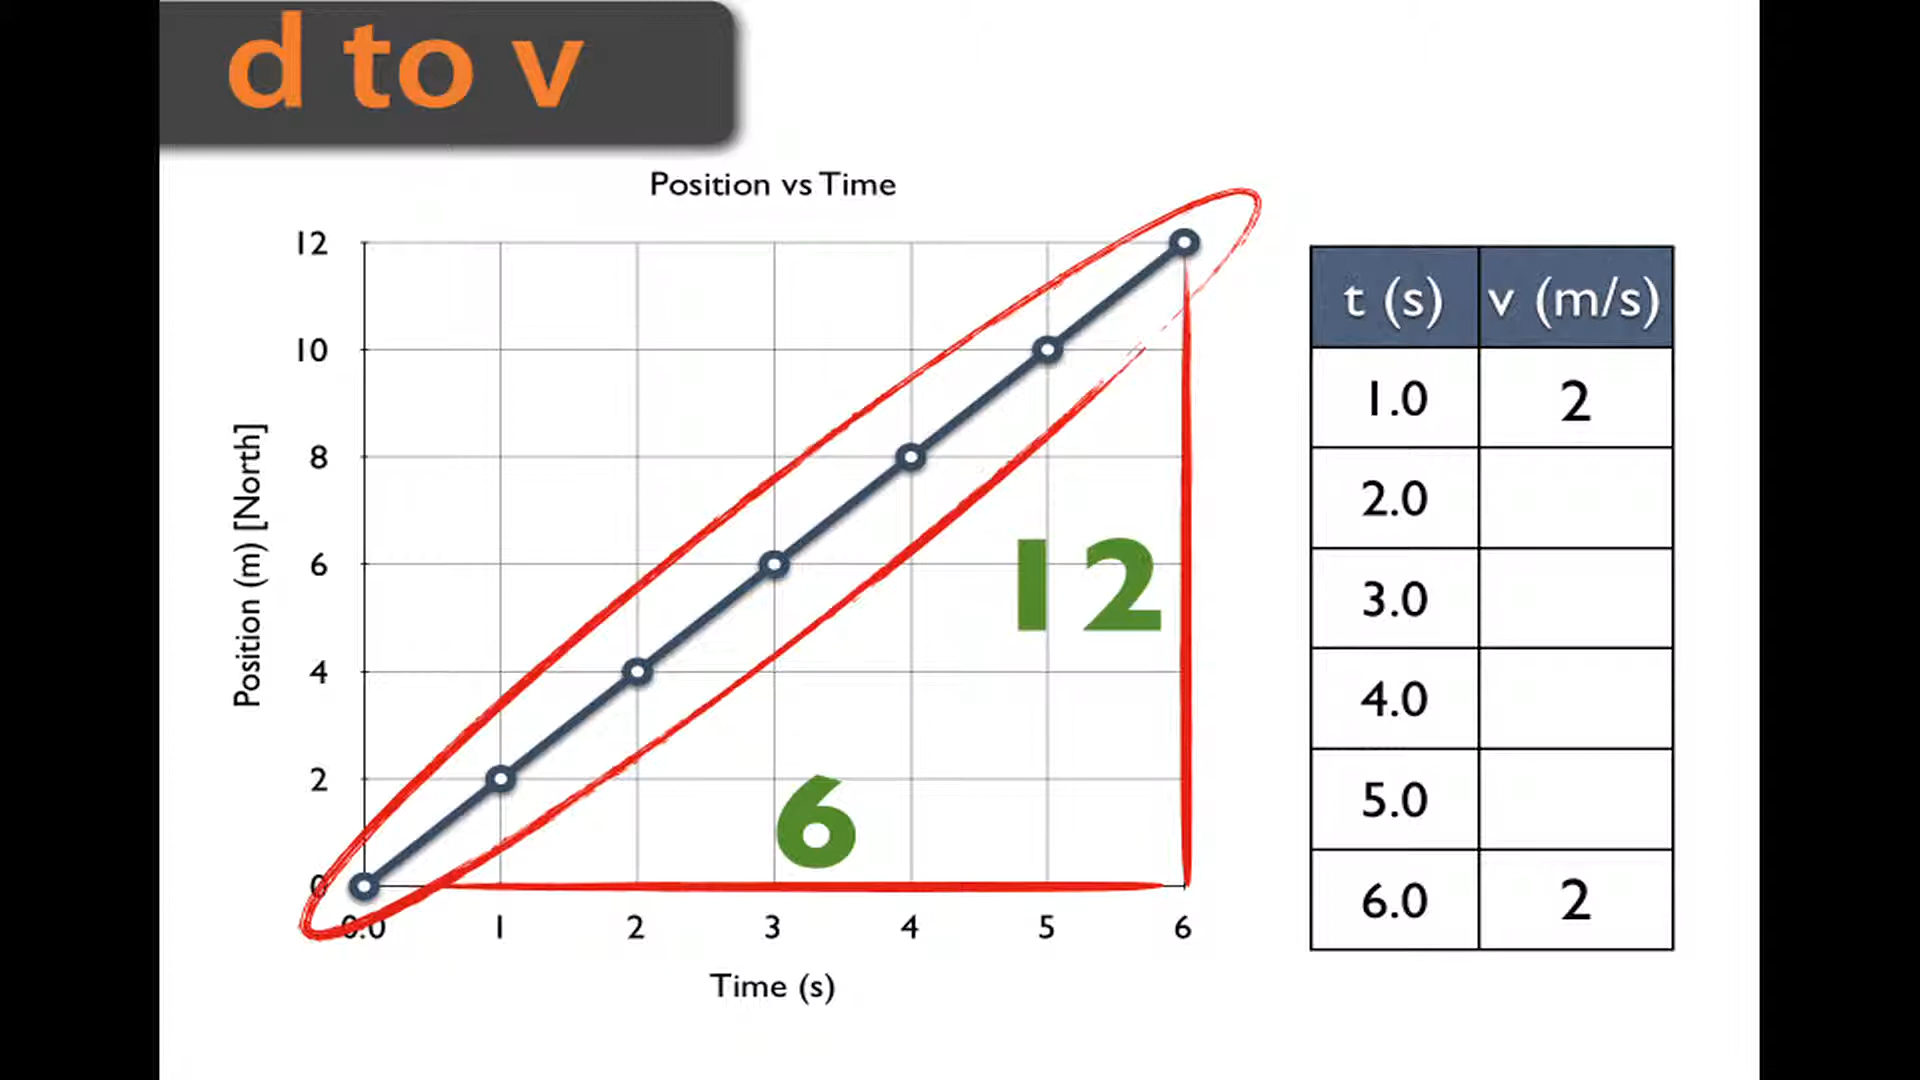 d to v
Position vs Time
12
10
8
6
4
2
0
Position (m) [North]
0.0 1 2 3 4 5 6
Time (s)
12
6
t (s) v (m/s)
1.0 2
2.0
3.0
4.0
5.0
6.0 2